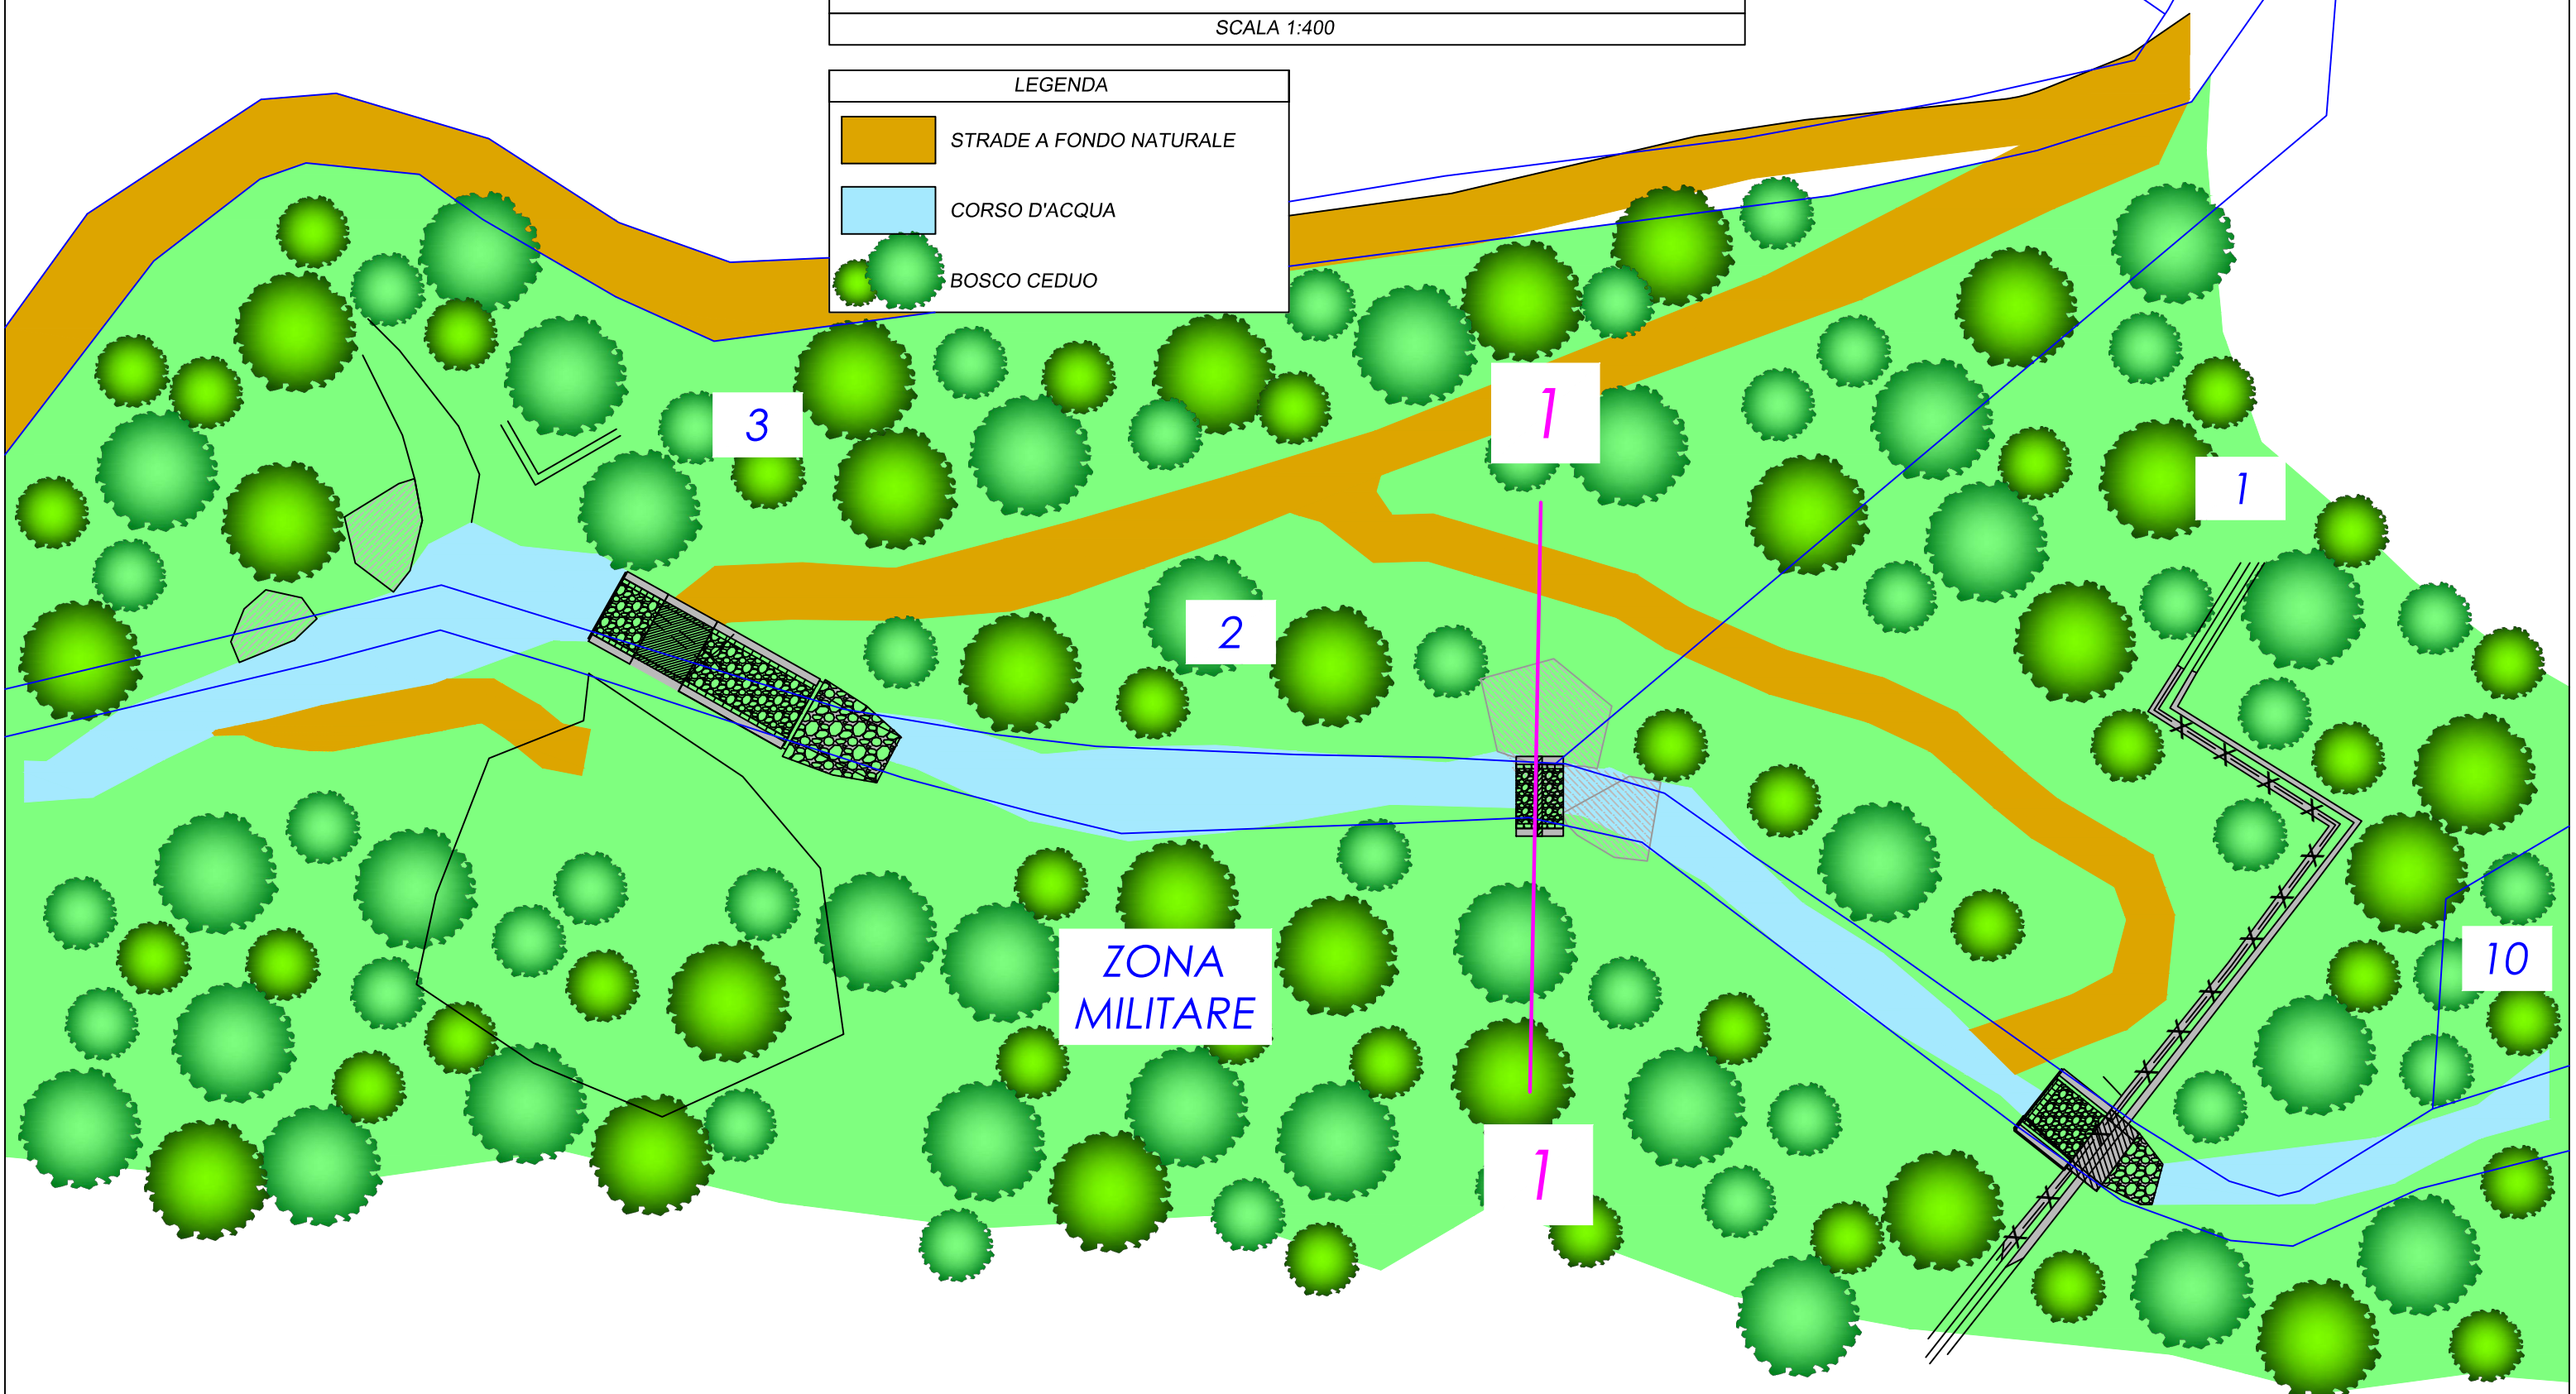 SCALA 1:400
LEGENDA
STRADE A FONDO NATURALE
CORSO D'ACQUA
BOSCO CEDUO
3
1
1
2
ZONA
MILITARE
10
1